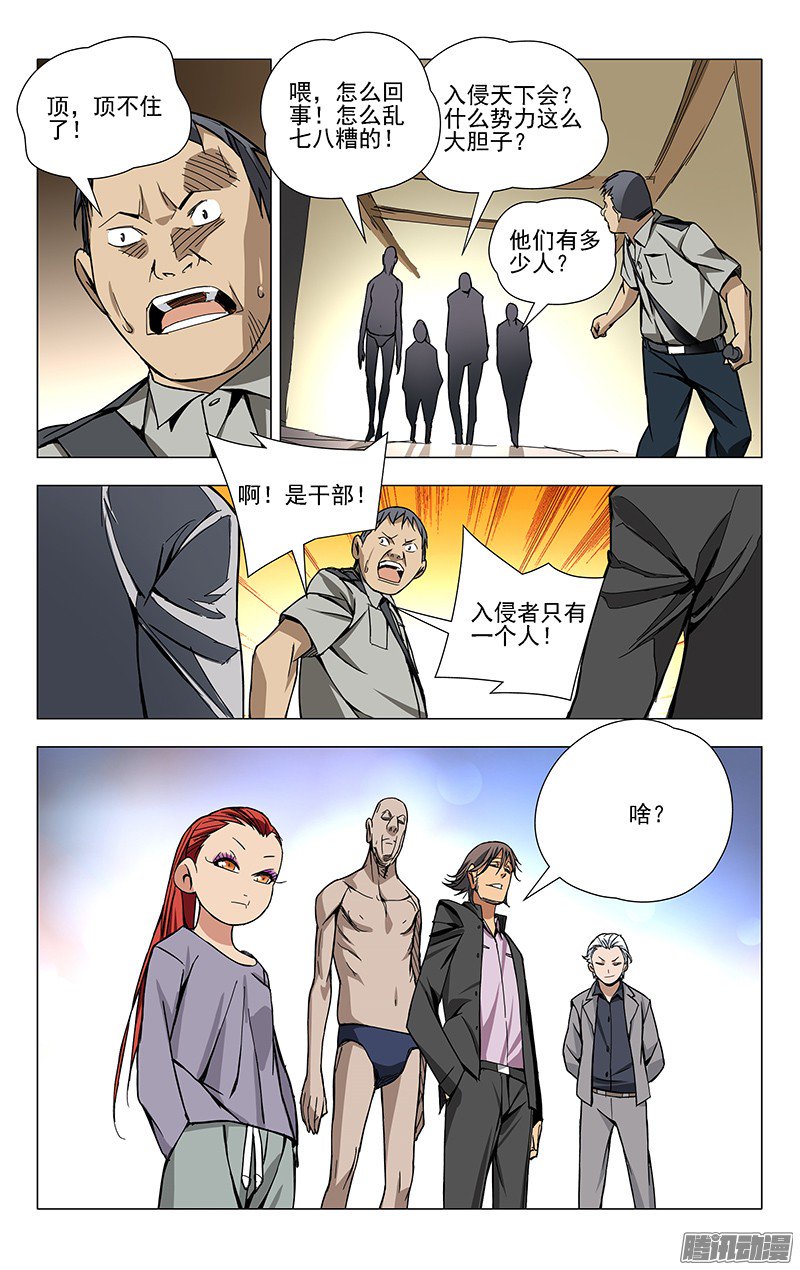 顶，顶不住
了！
喂，怎么回
事！怎么乱
七八糟的！
入侵天下会？
什么势力这么
大胆子？
他们有多
少人？
啊！是干部！
入侵者只有
一个人！
啥？
腾讯动漫